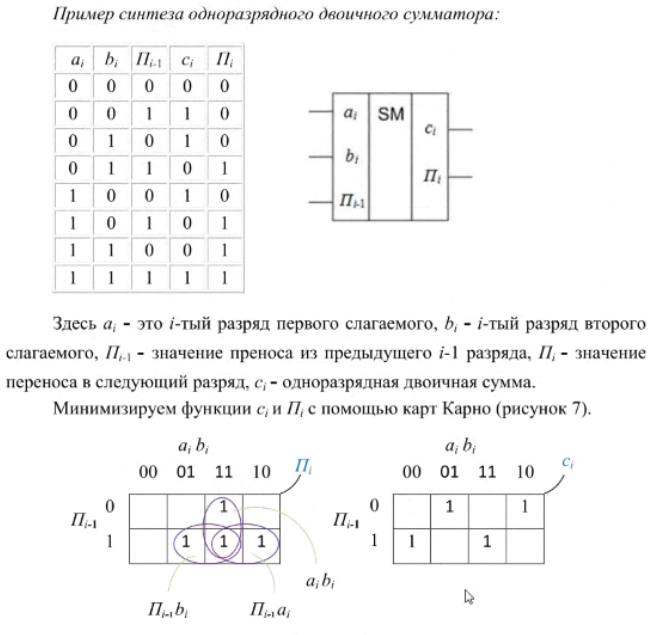 Пример синтеза одноразрядного двоичного сумматора:
aᵢ bᵢ Пᵢ₋₁ cᵢ Пᵢ
0 0 0 0 0
0 0 1 1 0
0 1 0 1 0
0 1 1 0 1
1 0 0 1 0
1 0 1 0 1
1 1 0 0 1
1 1 1 1 1
aᵢ SM cᵢ
bᵢ Пᵢ
Пᵢ₋₁
Здесь aᵢ - это i-тый разряд первого слагаемого, bᵢ - i-тый разряд второго
слагаемого, Пᵢ₋₁ - значение преноса из предыдущего i-1 разряда, Пᵢ - значение
переноса в следующий разряд, cᵢ - одноразрядная двоичная сумма.
Минимизируем функции cᵢ и Пᵢ с помощью карт Карно (рисунок 7).
aᵢ bᵢ
00 01 11 10 Пᵢ
Пᵢ₋₁
0 1
1 1 1 1
aᵢbᵢ
Пᵢ₋₁bᵢ Пᵢ₋₁aᵢ
aᵢ bᵢ
00 01 11 10 cᵢ
Пᵢ₋₁
0 1 1
1 1 1